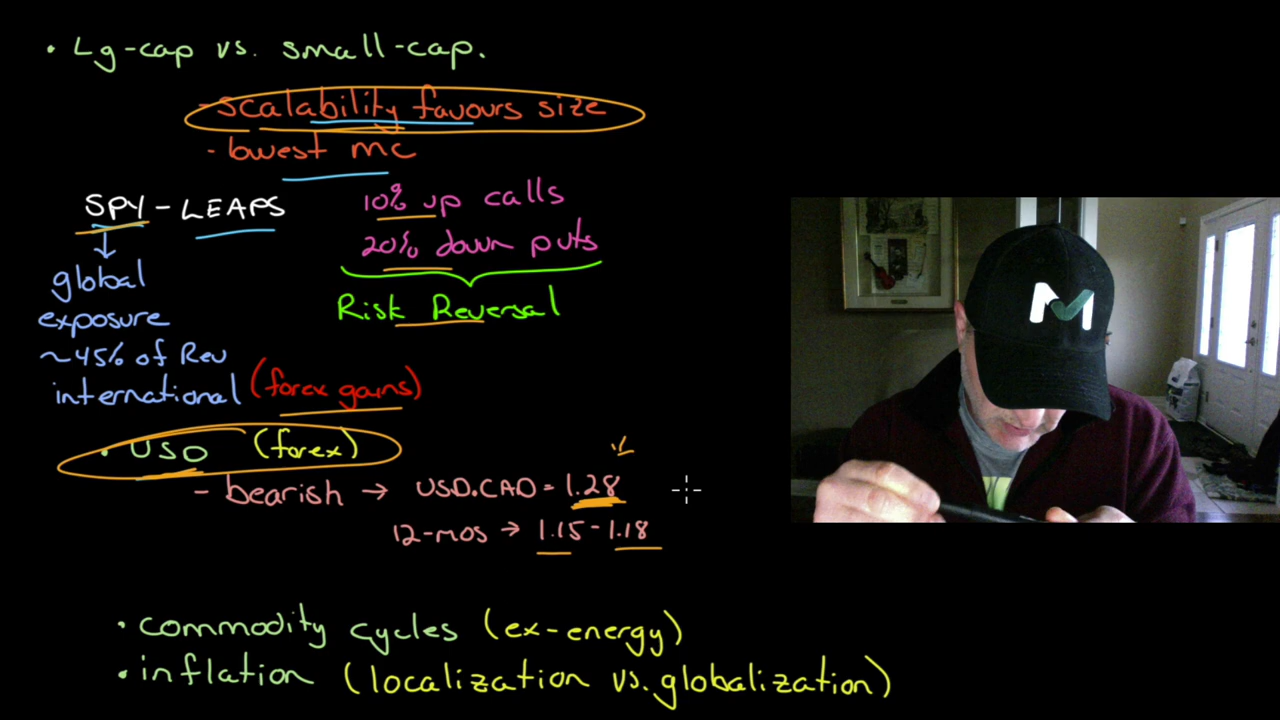 • Lg-cap vs. small-cap.
- scalability favours size
- lowest mc
SPY - LEAPS
10% up calls
20% down puts
Risk Reversal
global
exposure
~45% of Rev
international (forex gains)
• USD (forex)
- bearish → USD.CAD = 1.28
12-mos → 1.15 - 1.18
• commodity cycles (ex-energy)
• inflation (localization vs. globalization)